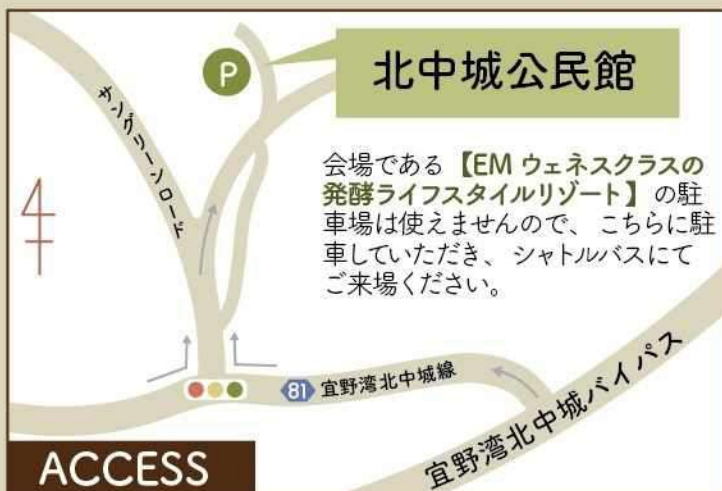 P
北中城公民館
サングリーンロード
会場である 【EM ウェネスクラスの
発酵ライフスタイルリゾート】 の駐
車場は使えませんので、 こちらに駐
車していただき、 シャトルバスにて
ご来場ください。
81 宜野湾北中城線
宜野湾北中城バイパス
ACCESS